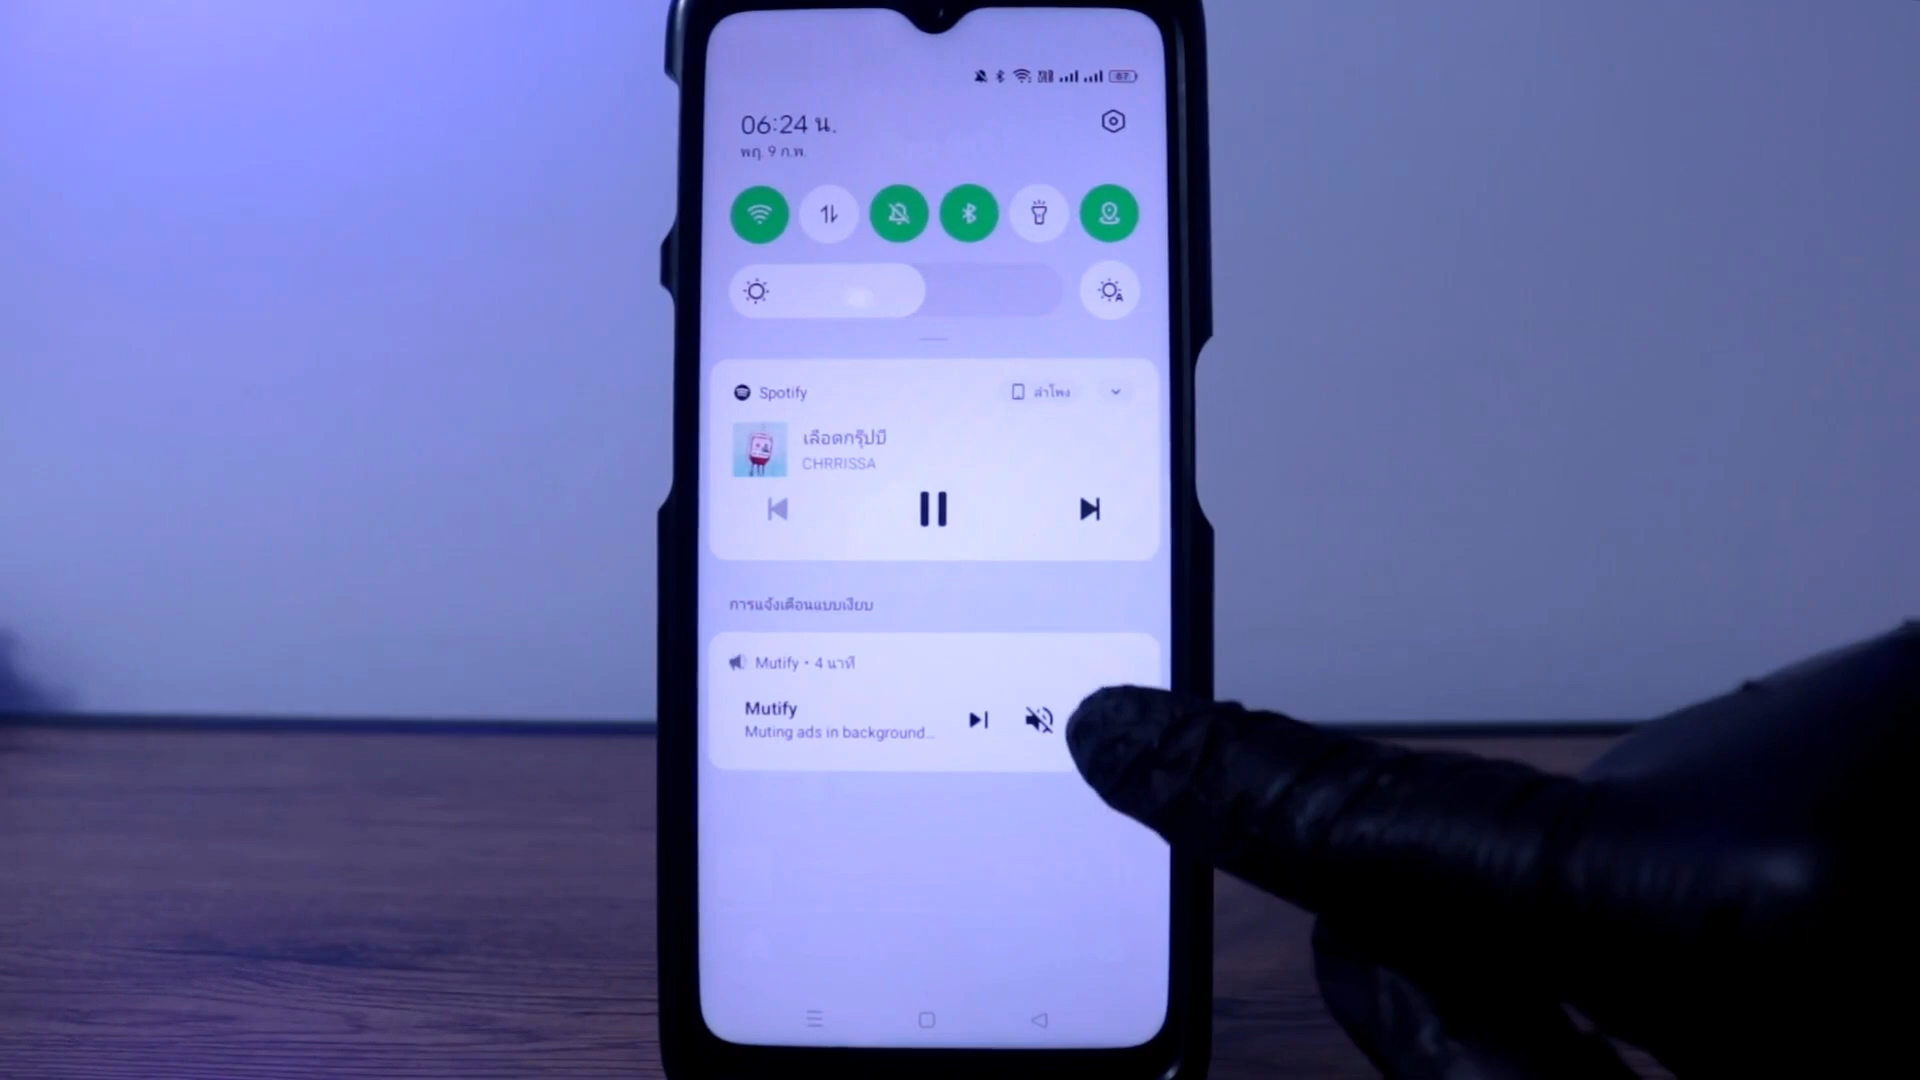 87
06:24 น.
พฤ. 9 ก.พ.
Spotify
ลำโพง
เลือดกรุ๊ปบี
CHRRISSA
การแจ้งเตือนแบบเงียบ
Mutify • 4 นาที
Mutify
Muting ads in background...